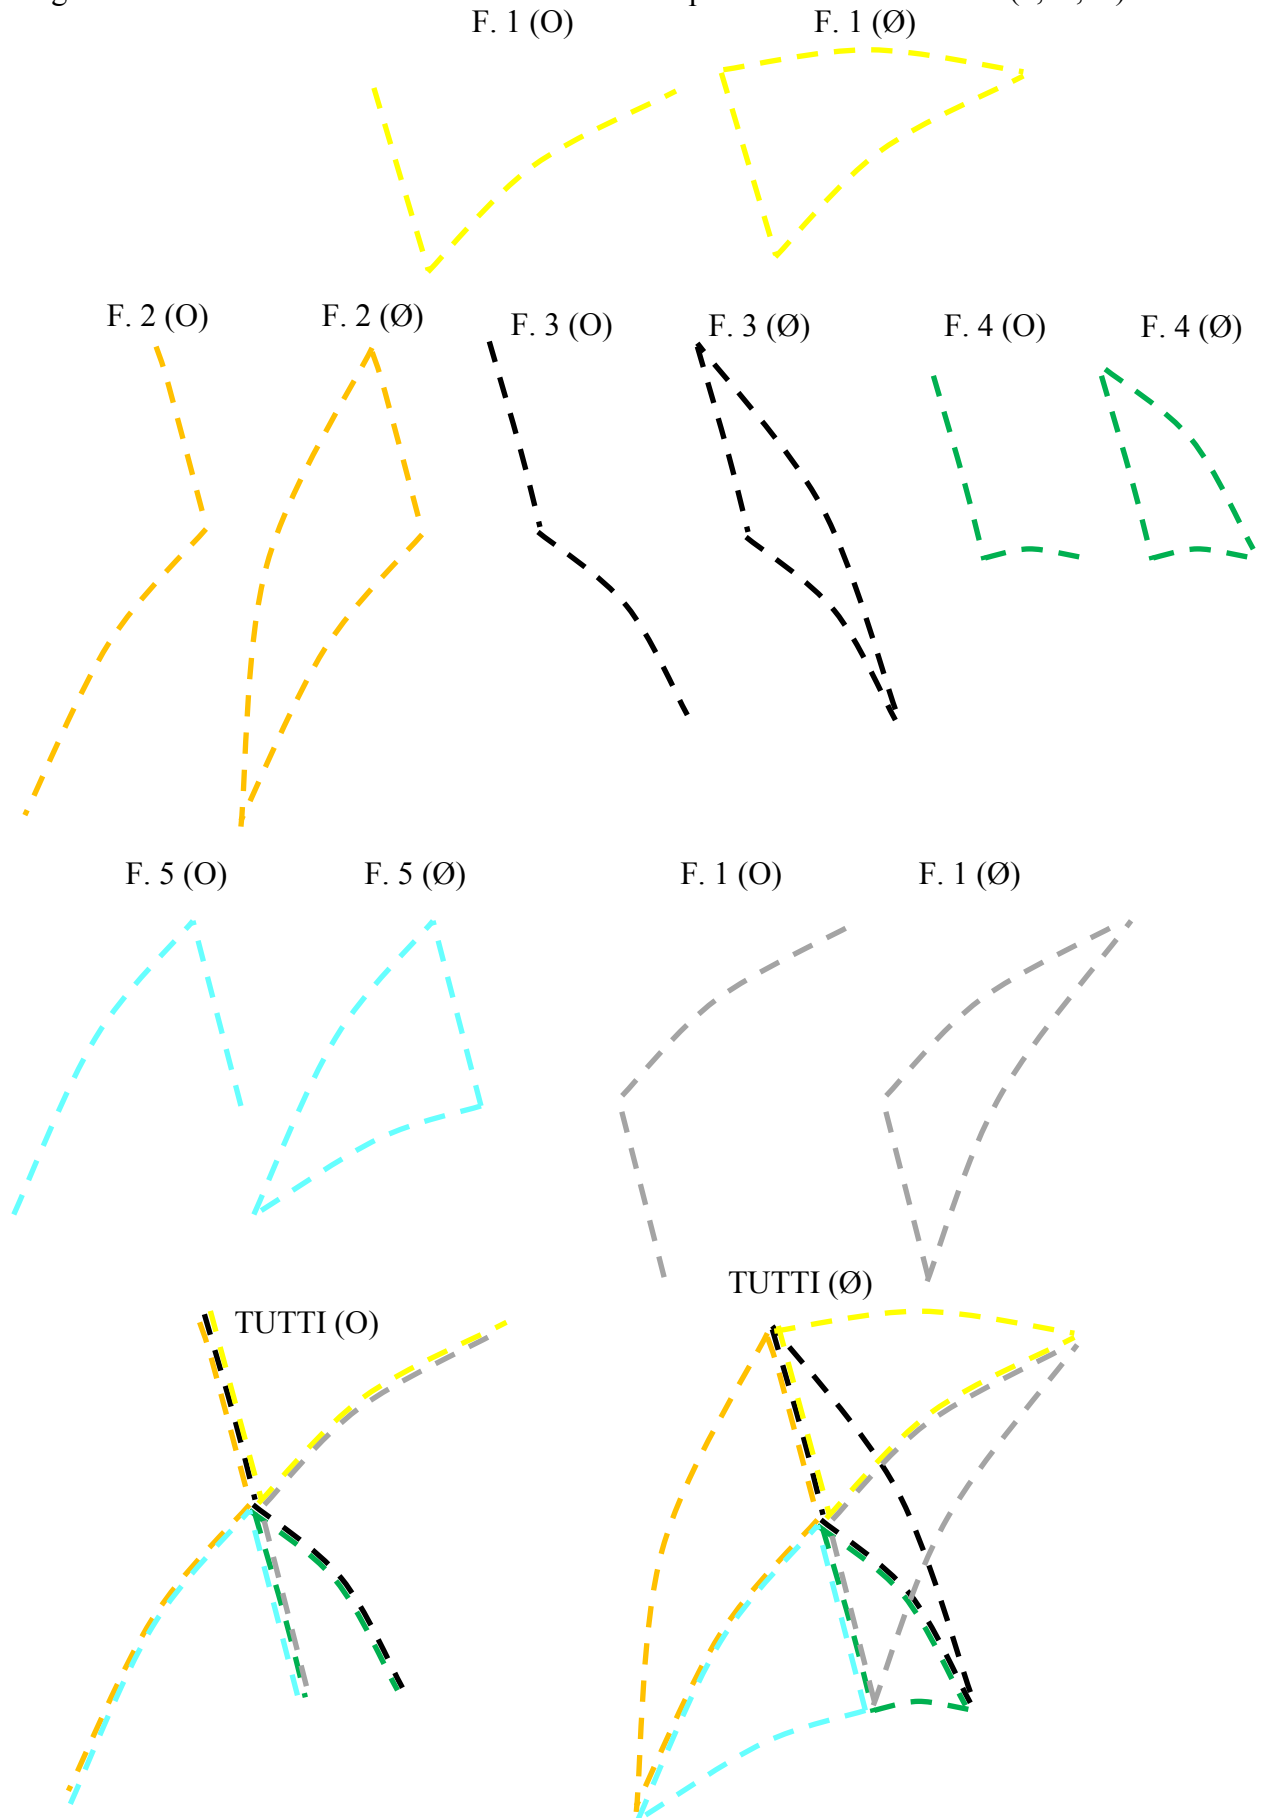 F. 1 (O) F. 1 (Ø)
F. 2 (O) F. 2 (Ø) F. 3 (O) F. 3 (Ø) F. 4 (O) F. 4 (Ø)
F. 5 (O) F. 5 (Ø) F. 1 (O) F. 1 (Ø)
TUTTI (Ø)
TUTTI (O)